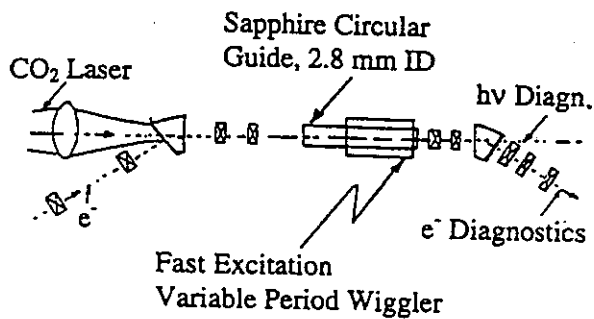 Sapphire Circular
Guide, 2.8 mm ID
CO₂ Laser
hν Diagn.
e⁻
e⁻ Diagnostics
Fast Excitation
Variable Period Wiggler